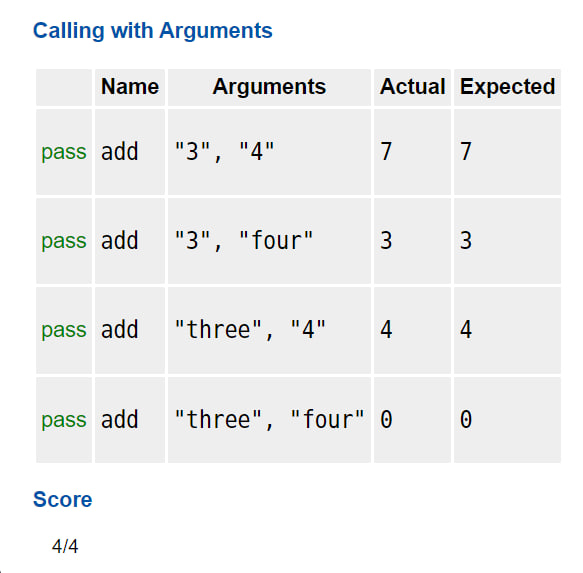 Calling with Arguments
Name Arguments Actual Expected
pass add "3", "4" 7 7
pass add "3", "four" 3 3
pass add "three", "4" 4 4
pass add "three", "four" 0 0
Score
4/4